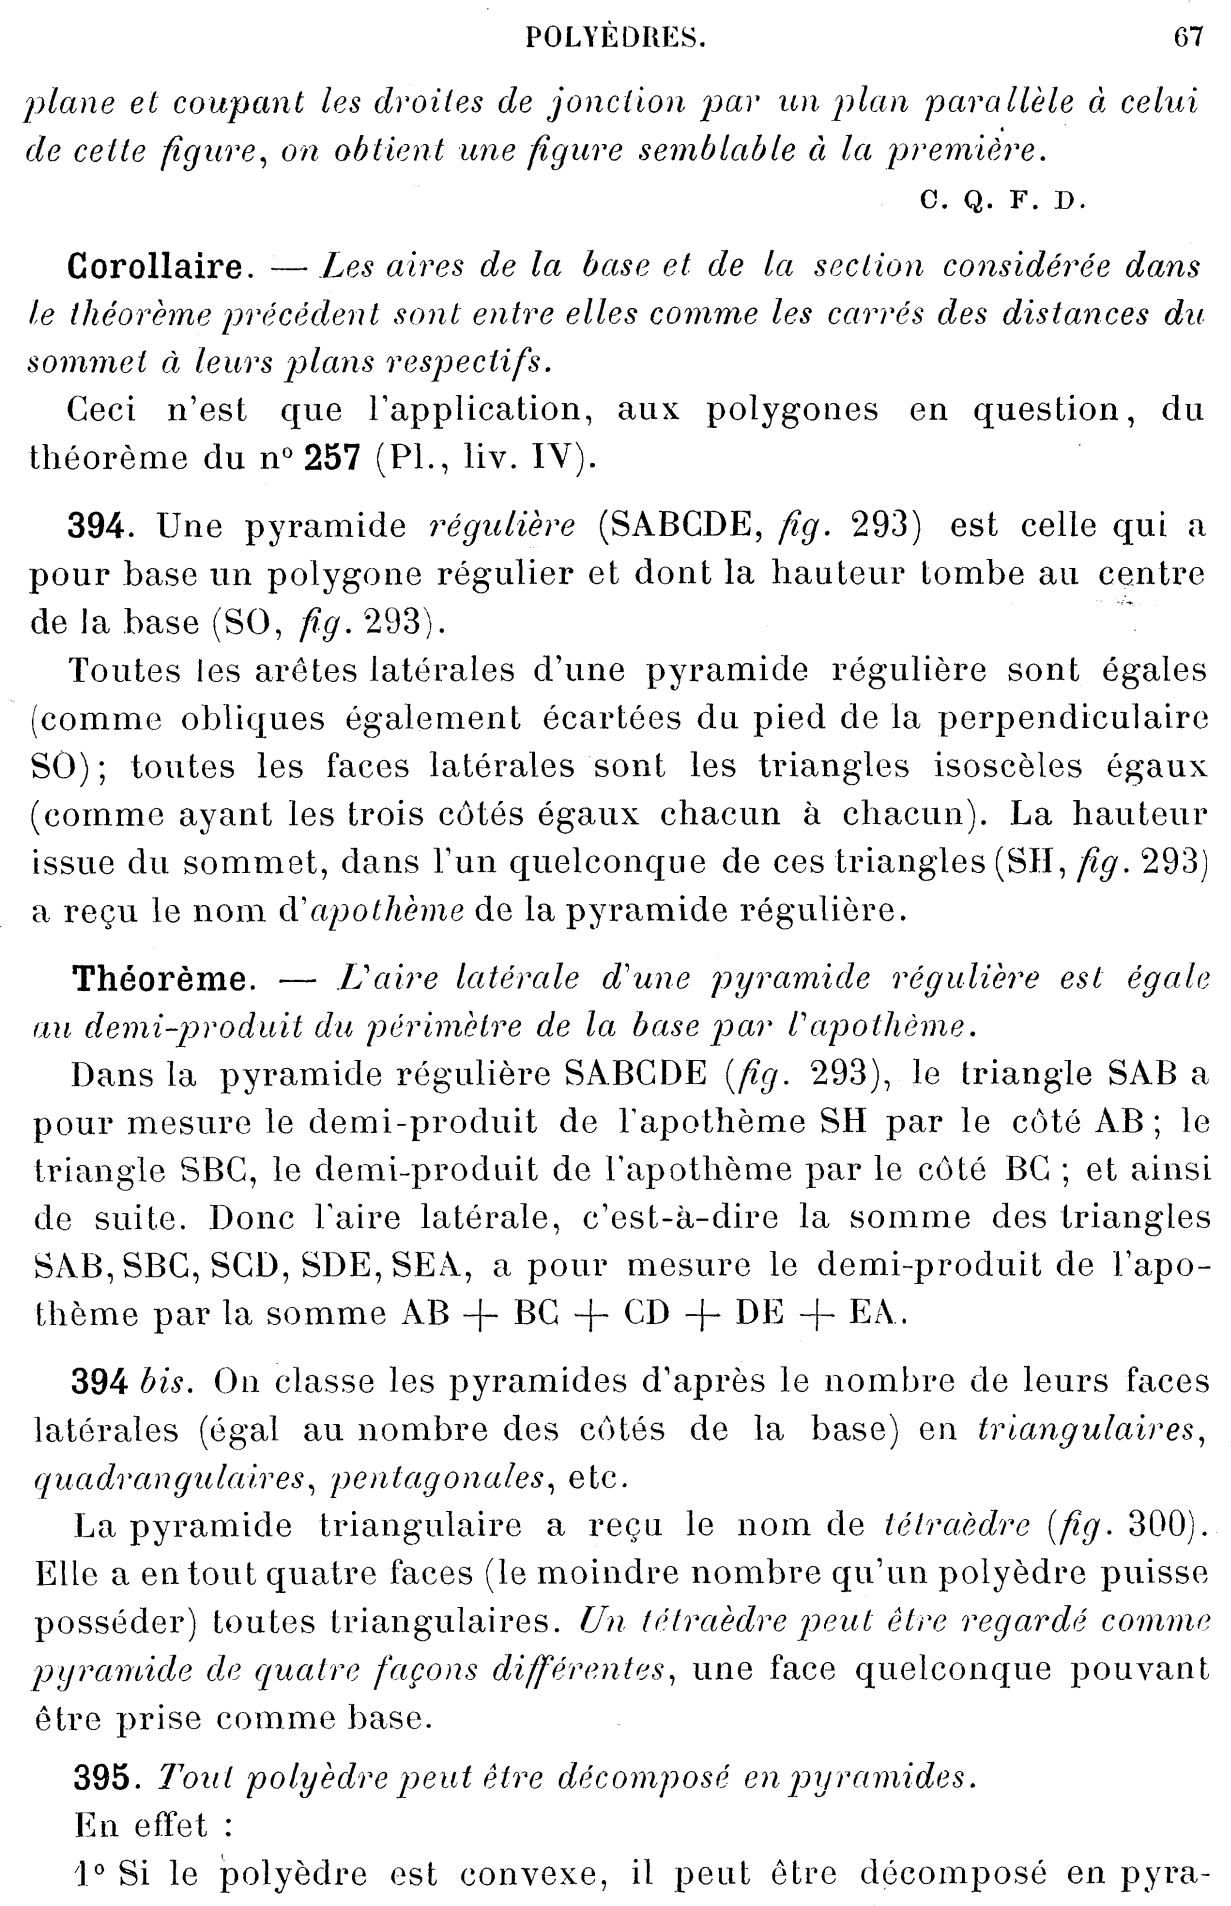 POLYÈDRES. 67
plane et coupant les droites de jonction par un plan parallèle à celui
de cette figure, on obtient une figure semblable à la première.
C. Q. F. D.
Corollaire. — Les aires de la base et de la section considérée dans
le théorème précédent sont entre elles comme les carrés des distances du
sommet à leurs plans respectifs.
Ceci n'est que l'application, aux polygones en question, du
théorème du nº 257 (Pl., liv. IV).
394. Une pyramide régulière (SABCDE, fig. 293) est celle qui a
pour base un polygone régulier et dont la hauteur tombe au centre
de la base (SO, fig. 293).
Toutes les arêtes latérales d'une pyramide régulière sont égales
(comme obliques également écartées du pied de la perpendiculaire
SO); toutes les faces latérales sont les triangles isoscèles égaux
(comme ayant les trois côtés égaux chacun à chacun). La hauteur
issue du sommet, dans l'un quelconque de ces triangles (SH, fig. 293)
a reçu le nom d'apothème de la pyramide régulière.
Théorème. — L'aire latérale d'une pyramide régulière est égale
au demi-produit du périmètre de la base par l'apothème.
Dans la pyramide régulière SABCDE (fig. 293), le triangle SAB a
pour mesure le demi-produit de l'apothème SH par le côté AB; le
triangle SBC, le demi-produit de l'apothème par le côté BC; et ainsi
de suite. Donc l'aire latérale, c'est-à-dire la somme des triangles
SAB, SBC, SCD, SDE, SEA, a pour mesure le demi-produit de l'apo-
thème par la somme AB + BC + CD + DE + EA.
394 bis. On classe les pyramides d'après le nombre de leurs faces
latérales (égal au nombre des côtés de la base) en triangulaires,
quadrangulaires, pentagonales, etc.
La pyramide triangulaire a reçu le nom de tétraèdre (fig. 300).
Elle a en tout quatre faces (le moindre nombre qu'un polyèdre puisse
posséder) toutes triangulaires. Un tétraèdre peut être regardé comme
pyramide de quatre façons différentes, une face quelconque pouvant
être prise comme base.
395. Tout polyèdre peut être décomposé en pyramides.
En effet :
1º Si le polyèdre est convexe, il peut être décomposé en pyra-